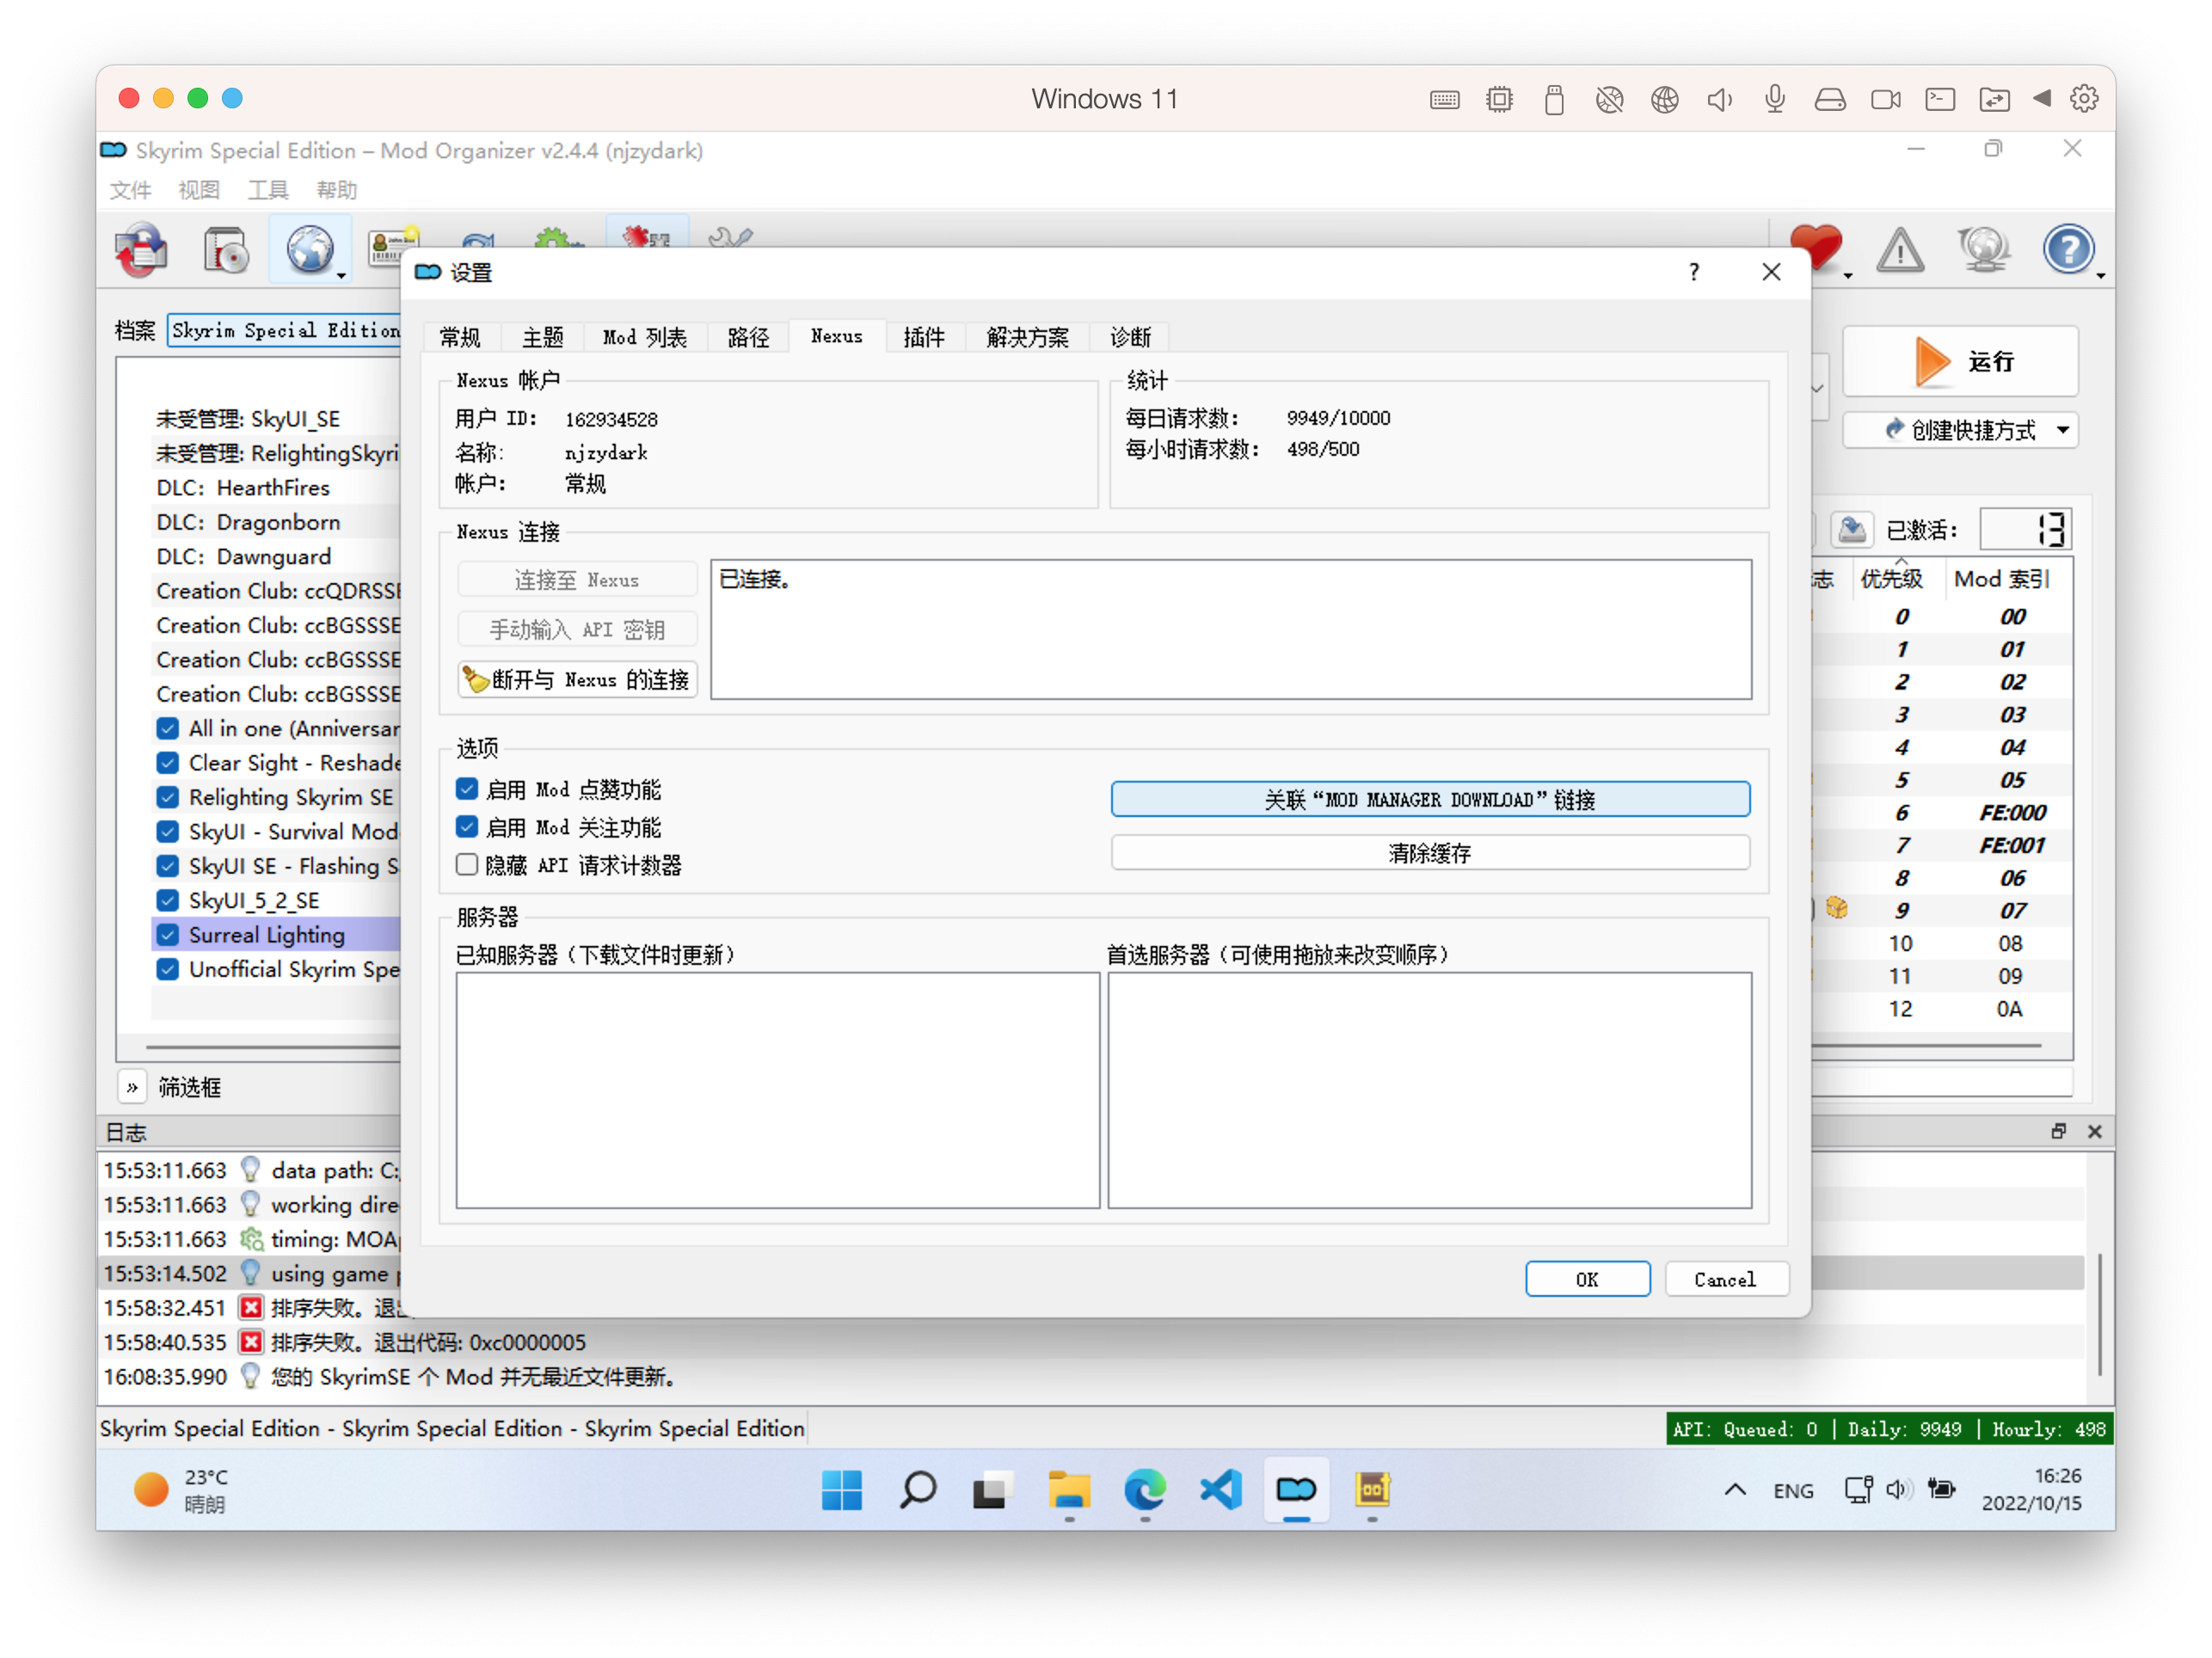 Windows 11
Skyrim Special Edition – Mod Organizer v2.4.4 (njzydark)
文件 视图 工具 帮助
设置
档案 Skyrim Special Edition
常规 主题 Mod 列表 路径 Nexus 插件 解决方案 诊断
运行
创建快捷方式
Nexus 帐户
用户 ID: 162934528
名称: njzydark
帐户: 常规
统计
每日请求数: 9949/10000
每小时请求数: 498/500
Nexus 连接
连接至 Nexus
手动输入 API 密钥
断开与 Nexus 的连接
已连接。
选项
启用 Mod 点赞功能
启用 Mod 关注功能
隐藏 API 请求计数器
关联“MOD MANAGER DOWNLOAD”链接
清除缓存
服务器
已知服务器（下载文件时更新）
首选服务器（可使用拖放来改变顺序）
OK Cancel
未受管理: SkyUI_SE
未受管理: RelightingSkyri
DLC: HearthFires
DLC: Dragonborn
DLC: Dawnguard
Creation Club: ccQDRSSE
Creation Club: ccBGSSSE
Creation Club: ccBGSSSE
Creation Club: ccBGSSSE
All in one (Anniversar
Clear Sight - Reshade
Relighting Skyrim SE
SkyUI - Survival Mod
SkyUI SE - Flashing S
SkyUI_5_2_SE
Surreal Lighting
Unofficial Skyrim Spe
筛选框
已激活: 13
志 优先级 Mod 索引
0 00
1 01
2 02
3 03
4 04
5 05
6 FE:000
7 FE:001
8 06
9 07
10 08
11 09
12 0A
日志
15:53:11.663 data path: C:
15:53:11.663 working dire
15:53:11.663 timing: MOA
15:53:14.502 using game
15:58:32.451 排序失败。退
15:58:40.535 排序失败。退出代码: 0xc0000005
16:08:35.990 您的 SkyrimSE 个 Mod 并无最近文件更新。
Skyrim Special Edition - Skyrim Special Edition - Skyrim Special Edition
API: Queued: 0 | Daily: 9949 | Hourly: 498
23°C
晴朗
ENG
16:26
2022/10/15